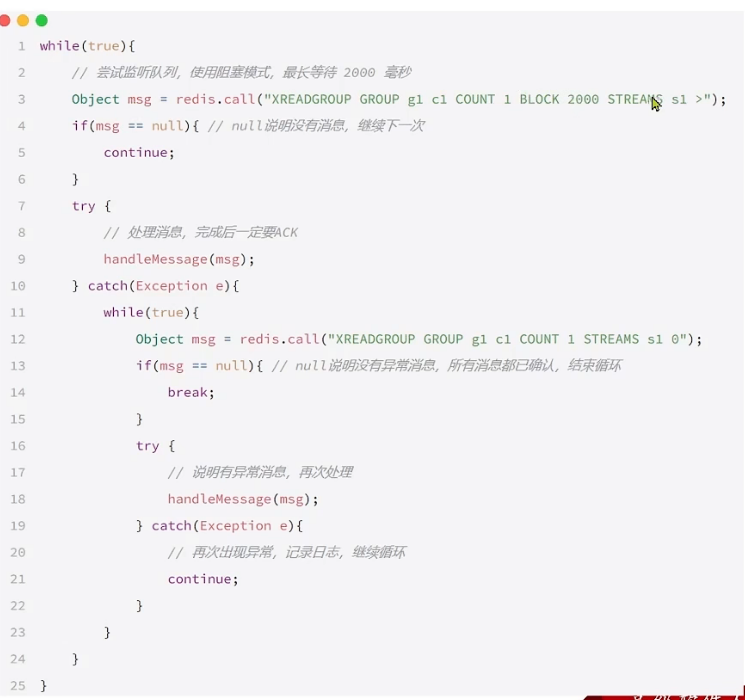 1 while(true){
2 // 尝试监听队列，使用阻塞模式，最长等待 2000 毫秒
3 Object msg = redis.call("XREADGROUP GROUP g1 c1 COUNT 1 BLOCK 2000 STREAMS s1 >");
4 if(msg == null){ // null说明没有消息，继续下一次
5 continue;
6 }
7 try {
8 // 处理消息，完成后一定要ACK
9 handleMessage(msg);
10 } catch(Exception e){
11 while(true){
12 Object msg = redis.call("XREADGROUP GROUP g1 c1 COUNT 1 STREAMS s1 0");
13 if(msg == null){ // null说明没有异常消息，所有消息都已确认，结束循环
14 break;
15 }
16 try {
17 // 说明有异常消息，再次处理
18 handleMessage(msg);
19 } catch(Exception e){
20 // 再次出现异常，记录日志，继续循环
21 continue;
22 }
23 }
24 }
25 }